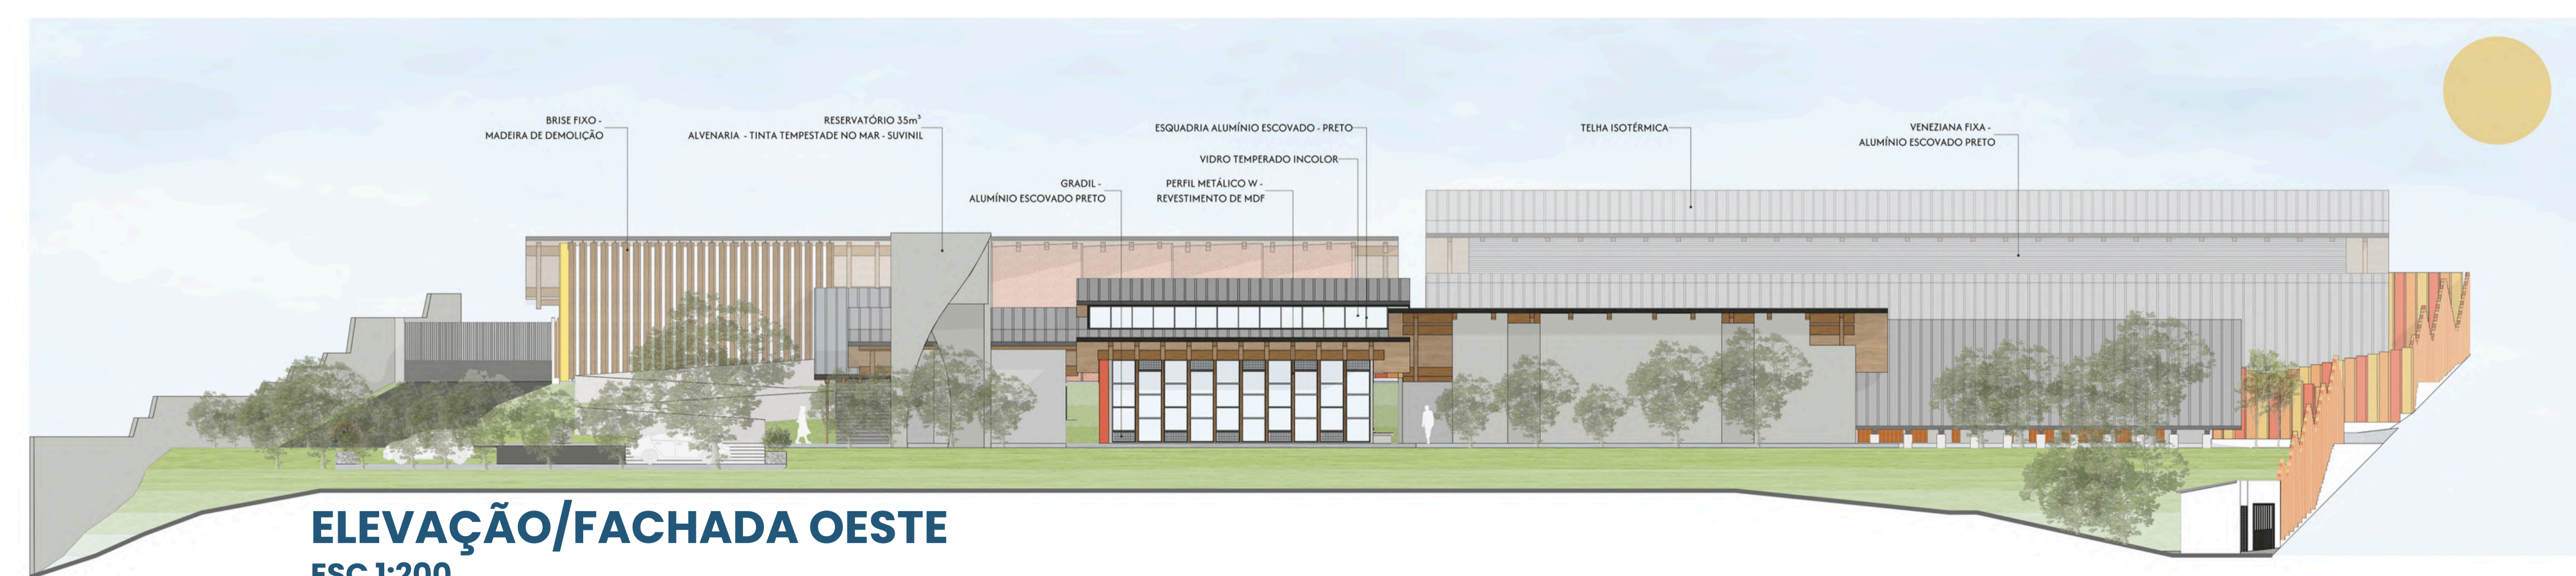 BRISE FIXO -
MADEIRA DE DEMOLIÇÃO
RESERVATÓRIO 35m³
ALVENARIA - TINTA TEMPESTADE NO MAR - SUVINIL
GRADIL -
ALUMÍNIO ESCOVADO PRETO
ESQUADRIA ALUMÍNIO ESCOVADO - PRETO
VIDRO TEMPERADO INCOLOR
PERFIL METÁLICO W -
REVESTIMENTO DE MDF
TELHA ISOTÉRMICA
VENEZIANA FIXA -
ALUMÍNIO ESCOVADO PRETO
ELEVAÇÃO/FACHADA OESTE
ESC 1:200